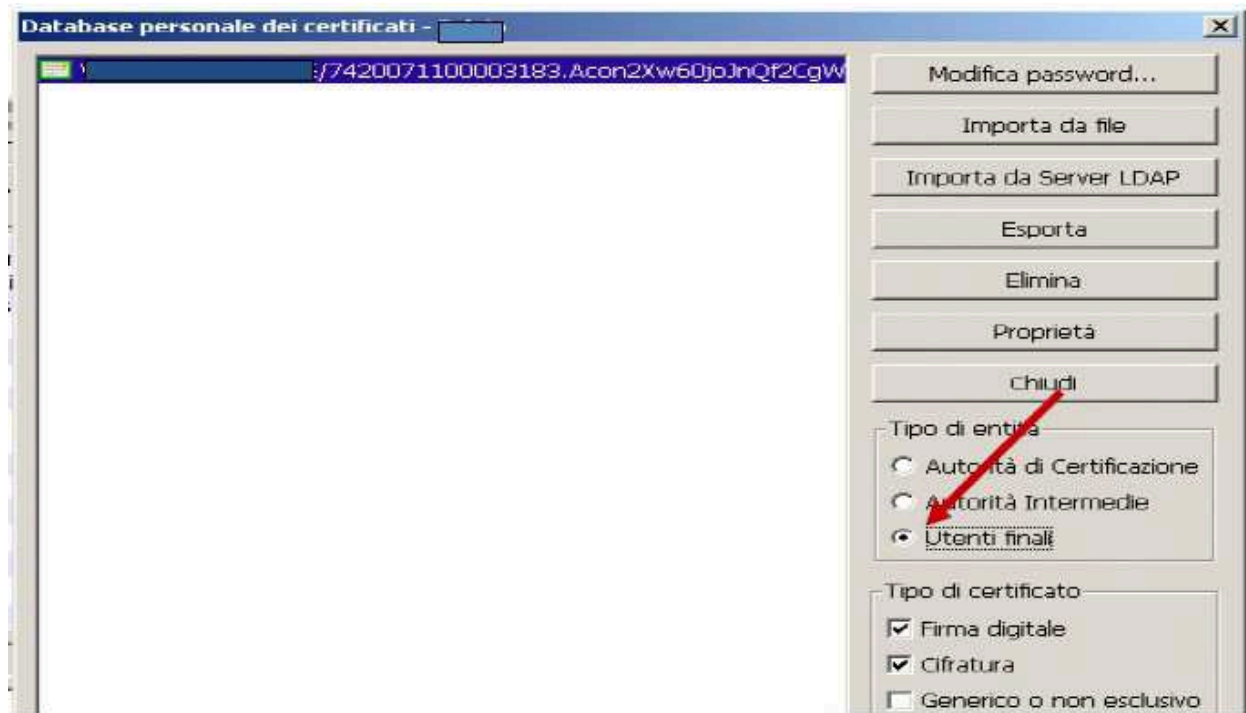 Database personale dei certificati -
:/7420071100003183.Acon2Xw60joJnQf2CgW
Modifica password...
Importa da file
Importa da Server LDAP
Esporta
Elimina
Proprietà
Chiudi
Tipo di entità
Autorità di Certificazione
Autorità Intermedie
Utenti finali
Tipo di certificato
Firma digitale
Cifratura
Generico o non esclusivo